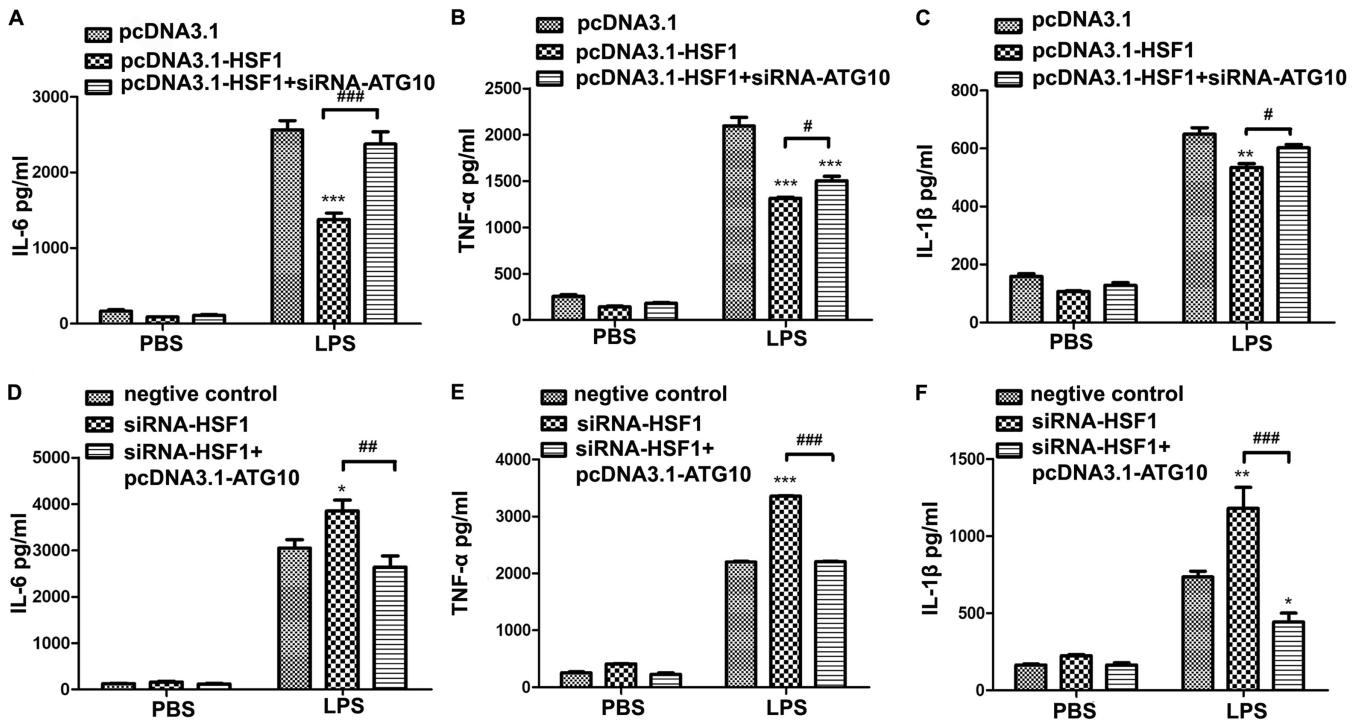 A
pcDNA3.1
pcDNA3.1-HSF1
pcDNA3.1-HSF1+siRNA-ATG10
###
***
IL-6 pg/ml
3000
2000
1000
0
PBS
LPS
B
pcDNA3.1
pcDNA3.1-HSF1
pcDNA3.1-HSF1+siRNA-ATG10
#
***
***
TNF-α pg/ml
2500
2000
1500
1000
500
0
PBS
LPS
C
pcDNA3.1
pcDNA3.1-HSF1
pcDNA3.1-HSF1+siRNA-ATG10
#
**
IL-1β pg/ml
800
600
400
200
0
PBS
LPS
D
negtive control
siRNA-HSF1
siRNA-HSF1+
pcDNA3.1-ATG10
##
*
IL-6 pg/ml
5000
4000
3000
2000
1000
0
PBS
LPS
E
negtive control
siRNA-HSF1
siRNA-HSF1+
pcDNA3.1-ATG10
###
***
TNF-α pg/ml
4000
3000
2000
1000
0
PBS
LPS
F
negtive control
siRNA-HSF1
siRNA-HSF1+
pcDNA3.1-ATG10
###
**
*
IL-1β pg/ml
1500
1000
500
0
PBS
LPS